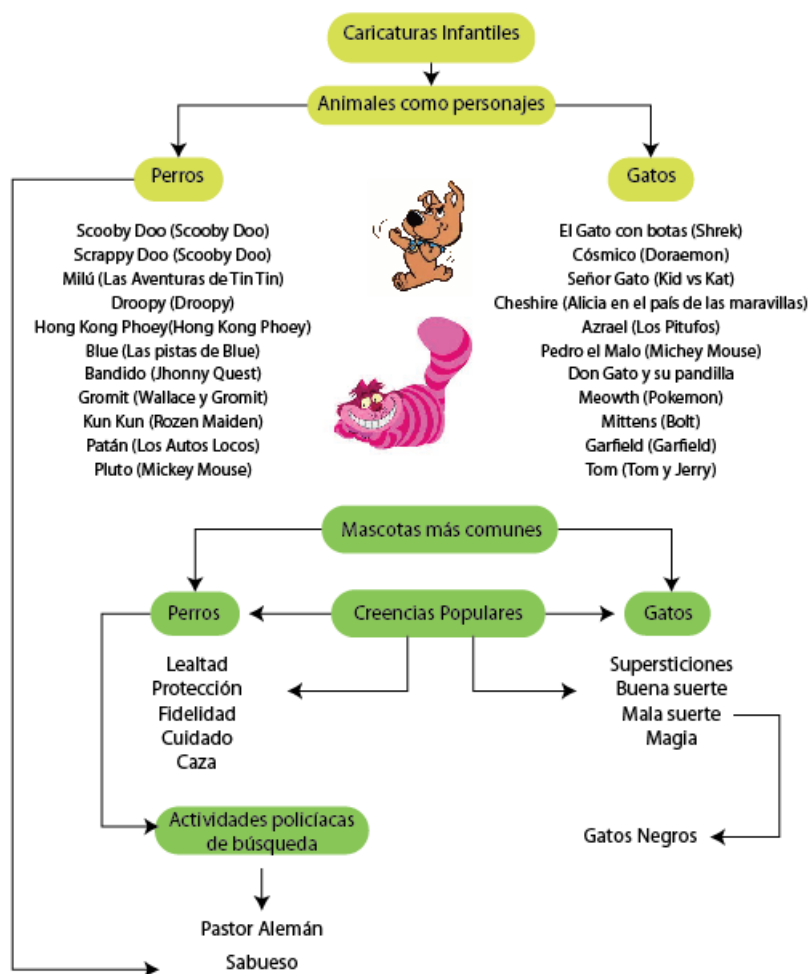 Caricaturas Infantiles
Animales como personajes
Perros
Gatos
Scooby Doo (Scooby Doo)
Scrappy Doo (Scooby Doo)
Milú (Las Aventuras de Tin Tin)
Droopy (Droopy)
Hong Kong Phoey(Hong Kong Phoey)
Blue (Las pistas de Blue)
Bandido (Jhonny Quest)
Gromit (Wallace y Gromit)
Kun Kun (Rozen Maiden)
Patán (Los Autos Locos)
Pluto (Mickey Mouse)
El Gato con botas (Shrek)
Cósmico (Doraemon)
Señor Gato (Kid vs Kat)
Cheshire (Alicia en el país de las maravillas)
Azrael (Los Pitufos)
Pedro el Malo (Michey Mouse)
Don Gato y su pandilla
Meowth (Pokemon)
Mittens (Bolt)
Garfield (Garfield)
Tom (Tom y Jerry)
Mascotas más comunes
Perros
Creencias Populares
Gatos
Lealtad
Protección
Fidelidad
Cuidado
Caza
Supersticiones
Buena suerte
Mala suerte
Magia
Actividades policíacas
de búsqueda
Gatos Negros
Pastor Alemán
Sabueso